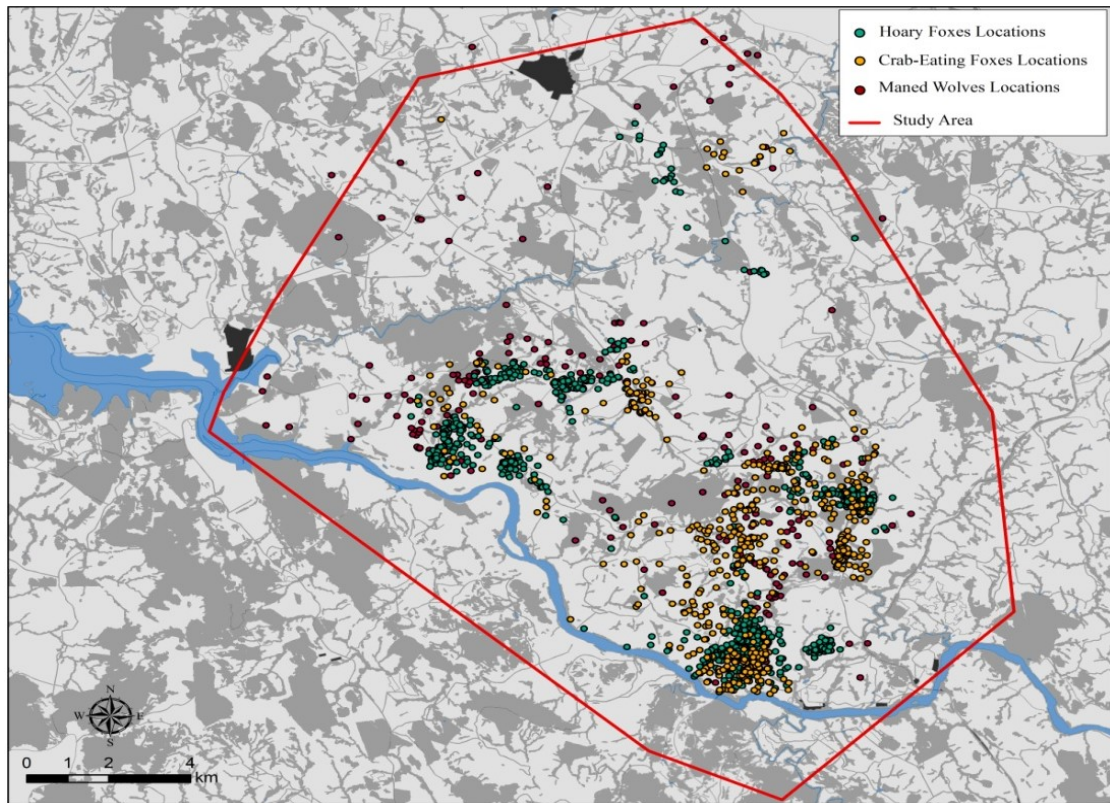 Hoary Foxes Locations
Crab-Eating Foxes Locations
Maned Wolves Locations
Study Area
N
W E
S
0 1 2 4
km